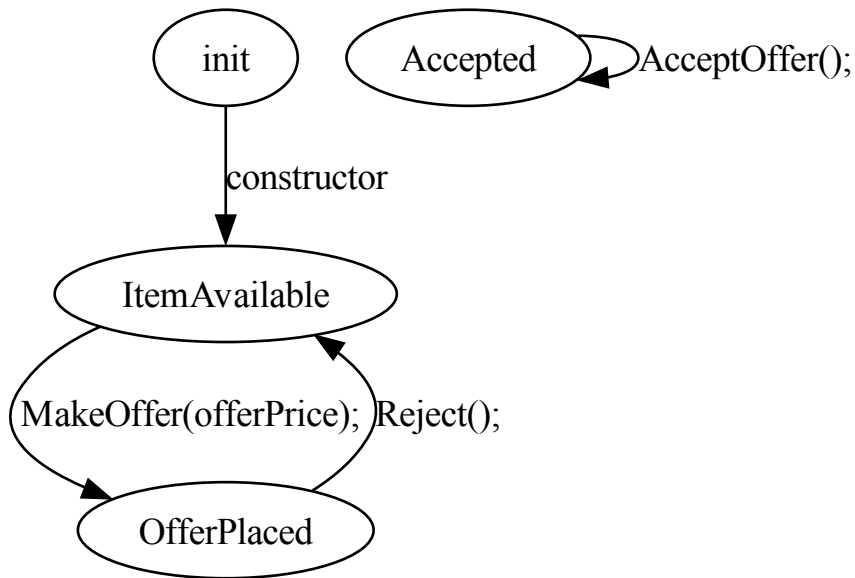 init
Accepted
AcceptOffer();
constructor
ItemAvailable
MakeOffer(offerPrice);
Reject();
OfferPlaced